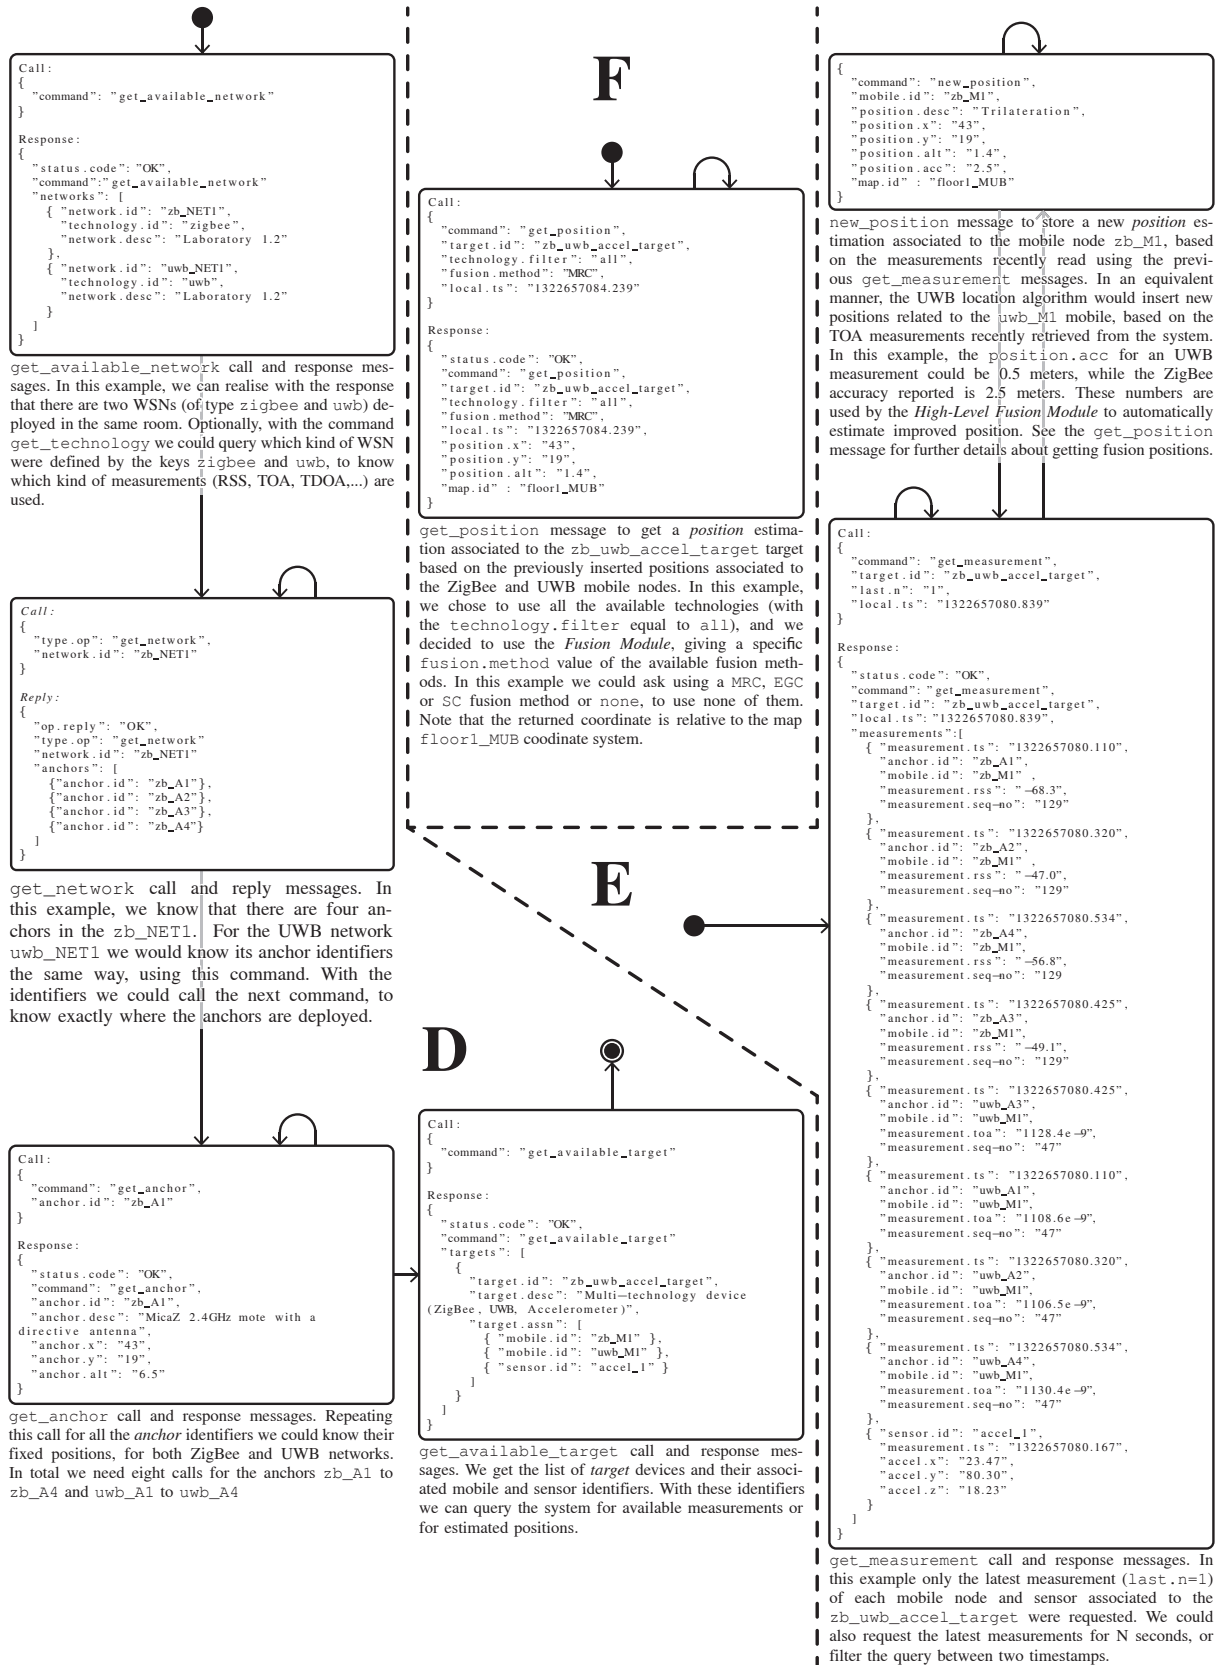 Call:
{
"command": "get_available_network"
}
Response:
{
"status.code": "OK",
"command":"get_available_network"
"networks": [
{ "network.id": "zb_NET1",
"technology.id": "zigbee",
"network.desc": "Laboratory 1.2"
},
{ "network.id": "uwb_NET1"
"technology.id": "uwb",
"network.desc": "Laboratory 1.2"
}
]
}
get_available_network call and response mes-
sages. In this example, we can realise with the response
that there are two WSNs (of type zigbee and uwb) de-
ployed in the same room. Optionally, with the command
get_technology we could query which kind of WSN
were defined by the keys zigbee and uwb, to know
which kind of measurements (RSS, TOA, TDOA,...) are
used.
Call:
{
"type.op": "get_network",
"network.id": "zb_NET1"
}
Reply:
{
"op.reply": "OK",
"type.op": "get_network"
"network.id": "zb_NET1"
"anchors": [
{"anchor.id": "zb_A1"},
{"anchor.id": "zb_A2"},
{"anchor.id": "zb_A3"},
{"anchor.id": "zb_A4"}
]
}
get_network call and reply messages. In
this example, we know that there are four an-
chors in the zb_NET1. For the UWB network
uwb_NET1 we would know its anchor identifiers
the same way, using this command. With the
identifiers we could call the next command, to
know exactly where the anchors are deployed.
Call:
{
"command": "get_anchor",
"anchor.id": "zb_A1"
}
Response:
{
"status.code": "OK",
"command": "get_anchor",
"anchor.id": "zb_A1",
"anchor.desc": "MicaZ 2.4GHz mote with a
directive antenna",
"anchor.x": "43",
"anchor.y": "19",
"anchor.alt": "6.5"
}
get_anchor call and response messages. Repeating
this call for all the anchor identifiers we could know their
fixed positions, for both ZigBee and UWB networks.
In total we need eight calls for the anchors zb_A1 to
zb_A4 and uwb_A1 to uwb_A4
D
Call:
{
"command": "get_available_target"
}
Response:
{
"status.code": "OK",
"command": "get_available_target"
"targets": [
{
"target.id": "zb_uwb_accel_target",
"target.desc": "Multi−technology device
(ZigBee, UWB, Accelerometer)",
"target.assn": [
{ "mobile.id": "zb_M1" },
{ "mobile.id": "uwb_M1" },
{ "sensor.id": "accel_1" }
]
}
]
}
get_available_target call and response mes-
sages. We get the list of target devices and their associ-
ated mobile and sensor identifiers. With these identifiers
we can query the system for available measurements or
for estimated positions.
F
Call:
{
"command": "get_position",
"target.id": "zb_uwb_accel_target",
"technology.filter": "all",
"fusion.method": "MRC",
"local.ts": "1322657084.239"
}
Response:
{
"status.code": "OK",
"command": "get_position",
"target.id": "zb_uwb_accel_target",
"technology.filter": "all",
"fusion.method": "MRC",
"local.ts": "1322657084.239",
"position.x": "43",
"position.y": "19",
"position.alt": "1.4",
"map.id" : "floor1_MUB"
}
get_position message to get a position estima-
tion associated to the zb_uwb_accel_target target
based on the previously inserted positions associated to
the ZigBee and UWB mobile nodes. In this example,
we chose to use all the available technologies (with
the technology.filter equal to all), and we
decided to use the Fusion Module, giving a specific
fusion.method value of the available fusion meth-
ods. In this example we could ask using a MRC, EGC
or SC fusion method or none, to use none of them.
Note that the returned coordinate is relative to the map
floor1_MUB coodinate system.
E
{
"command": "new_position",
"mobile.id": "zb_M1",
"position.desc": "Trilateration",
"position.x": "43",
"position.y": "19",
"position.alt": "1.4",
"position.acc": "2.5",
"map.id" : "floor1_MUB"
}
new_position message to store a new position es-
timation associated to the mobile node zb_M1, based
on the measurements recently read using the previ-
ous get_measurement messages. In an equivalent
manner, the UWB location algorithm would insert new
positions related to the uwb_M1 mobile, based on the
TOA measurements recently retrieved from the system.
In this example, the position.acc for an UWB
measurement could be 0.5 meters, while the ZigBee
accuracy reported is 2.5 meters. These numbers are
used by the High-Level Fusion Module to automatically
estimate improved position. See the get_position
message for further details about getting fusion positions.
Call:
{
"command": "get_measurement",
"target.id": "zb_uwb_accel_target",
"last.n": "1",
"local.ts": "1322657080.839"
}
Response:
{
"status.code": "OK",
"command": "get_measurement",
"target.id": "zb_uwb_accel_target",
"local.ts": "1322657080.839",
"measurements":[
{ "measurement.ts": "1322657080.110",
"anchor.id": "zb_A1",
"mobile.id": "zb_M1" ,
"measurement.rss": "−68.3",
"measurement.seq−no": "129"
},
{ "measurement.ts": "1322657080.320",
"anchor.id": "zb_A2",
"mobile.id": "zb_M1" ,
"measurement.rss": "−47.0",
"measurement.seq−no": "129"
},
{ "measurement.ts": "1322657080.534",
"anchor.id": "zb_A4",
"mobile.id": "zb_M1",
"measurement.rss": "−56.8",
"measurement.seq−no": "129
},
{ "measurement.ts": "1322657080.425",
"anchor.id": "zb_A3",
"mobile.id": "zb_M1",
"measurement.rss": "−49.1",
"measurement.seq−no": "129"
},
{ "measurement.ts": "1322657080.425",
"anchor.id": "uwb_A3",
"mobile.id": "uwb_M1",
"measurement.toa": "1128.4e−9",
"measurement.seq−no": "47"
},
{ "measurement.ts": "1322657080.110",
"anchor.id": "uwb_A1",
"mobile.id": "uwb_M1",
"measurement.toa": "1108.6e−9",
"measurement.seq−no": "47"
},
{ "measurement.ts": "1322657080.320",
"anchor.id": "uwb_A2",
"mobile.id": "uwb_M1",
"measurement.toa": "1106.5e−9",
"measurement.seq−no": "47"
},
{ "measurement.ts": "1322657080.534",
"anchor.id": "uwb_A4",
"mobile.id": "uwb_M1",
"measurement.toa": "1130.4e−9",
"measurement.seq−no": "47"
},
{ "sensor.id": "accel_1",
"measurement.ts": "1322657080.167",
"accel.x": "23.47",
"accel.y": "80.30",
"accel.z": "18.23"
}
]
}
get_measurement call and response messages. In
this example only the latest measurement (last.n=1)
of each mobile node and sensor associated to the
zb_uwb_accel_target were requested. We could
also request the latest measurements for N seconds, or
filter the query between two timestamps.